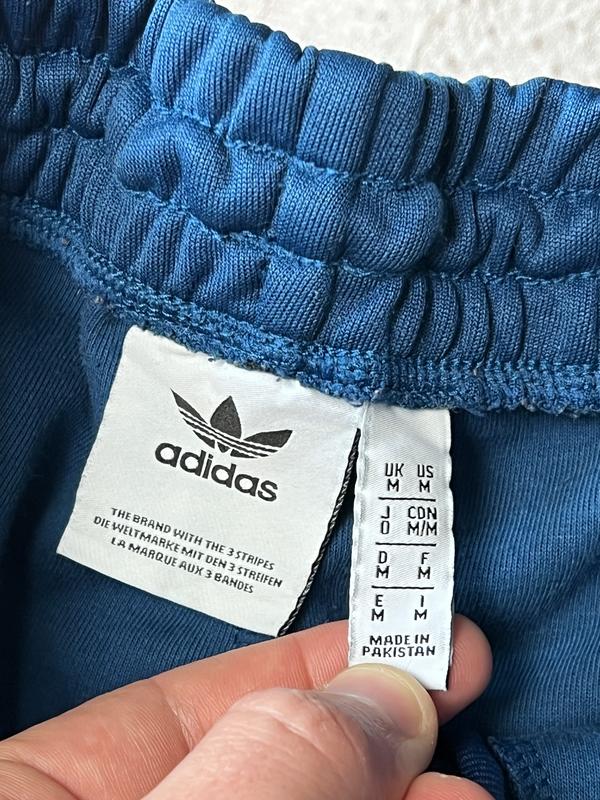 adidas
THE BRAND WITH THE 3 STRIPES
DIE WELTMARKE MIT DEN 3 STREIFEN
LA MARQUE AUX 3 BANDES
UK US
M M
J CDN
O M/M
D F
M M
E I
M M
MADE IN
PAKISTAN